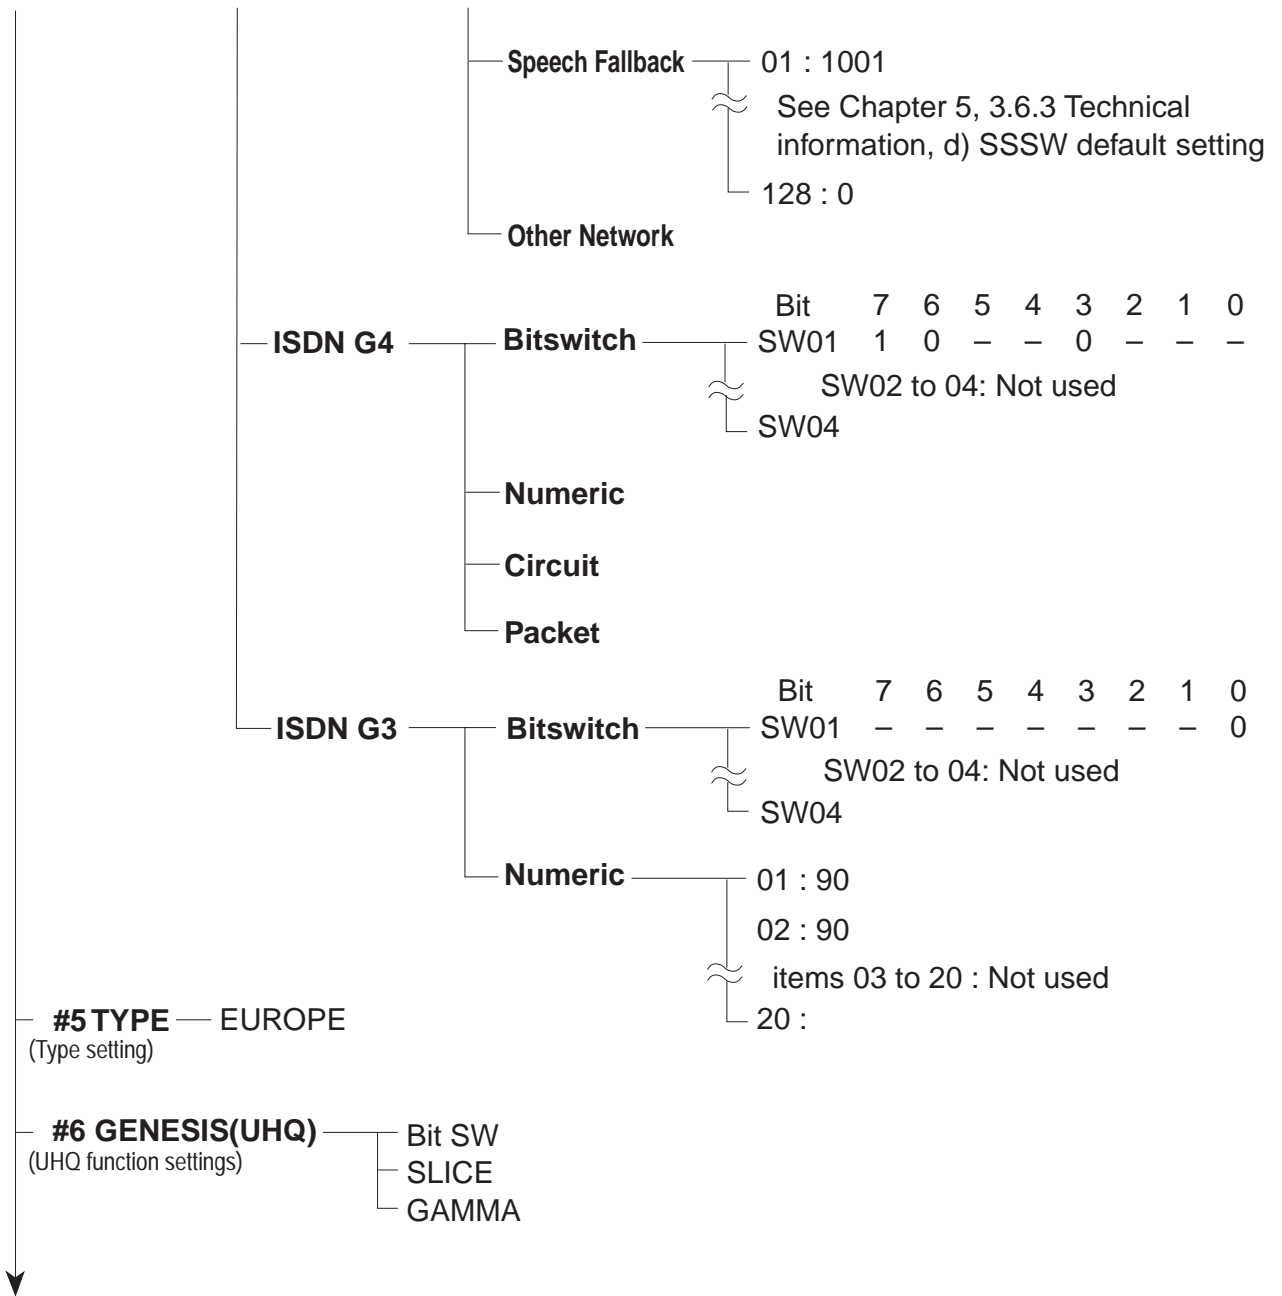 Speech Fallback 01 : 1001
See Chapter 5, 3.6.3 Technical
information, d) SSSW default setting
128 : 0
Other Network
Bit 7 6 5 4 3 2 1 0
ISDN G4 Bitswitch SW01 1 0 – – 0 – – –
SW02 to 04: Not used
SW04
Numeric
Circuit
Packet
Bit 7 6 5 4 3 2 1 0
ISDN G3 Bitswitch SW01 – – – – – – – 0
SW02 to 04: Not used
SW04
Numeric 01 : 90
02 : 90
items 03 to 20 : Not used
20 :
#5 TYPE EUROPE
(Type setting)
#6 GENESIS(UHQ) Bit SW
(UHQ function settings)
SLICE
GAMMA